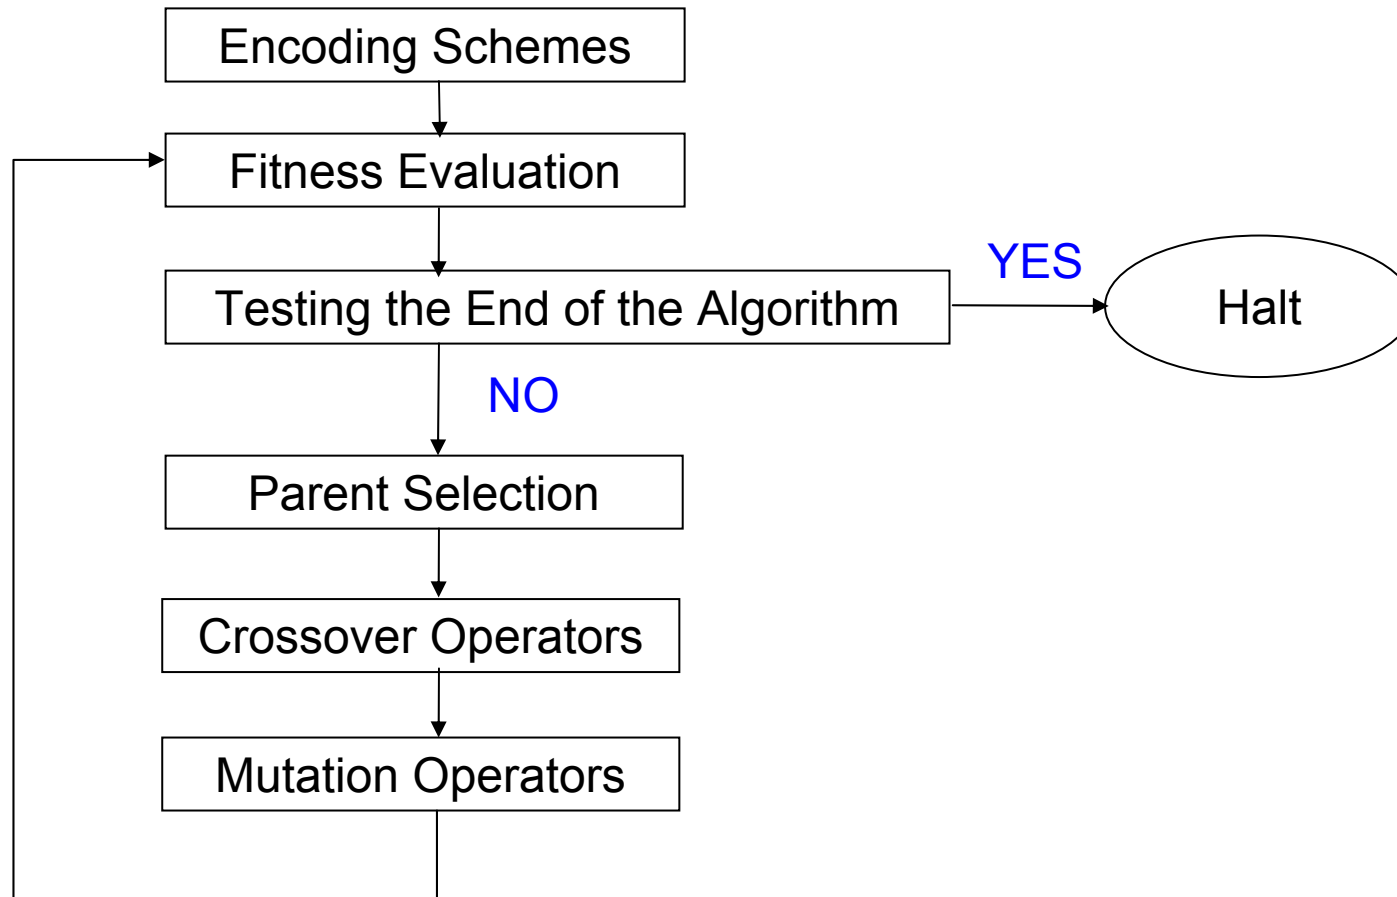 Encoding Schemes
Fitness Evaluation
Testing the End of the Algorithm
YES
Halt
NO
Parent Selection
Crossover Operators
Mutation Operators